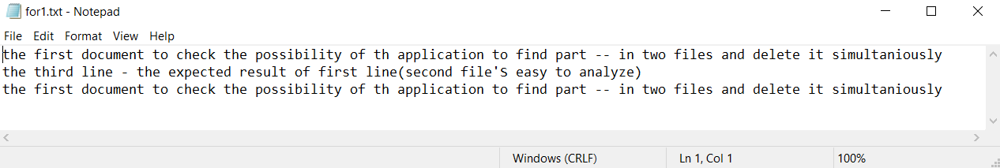 for1.txt - Notepad
File Edit Format View Help
the first document to check the possibility of th application to find part -- in two files and delete it simultaniously
the third line - the expected result of first line(second file'S easy to analyze)
the first document to check the possibility of th application to find part -- in two files and delete it simultaniously
Windows (CRLF) Ln 1, Col 1 100%